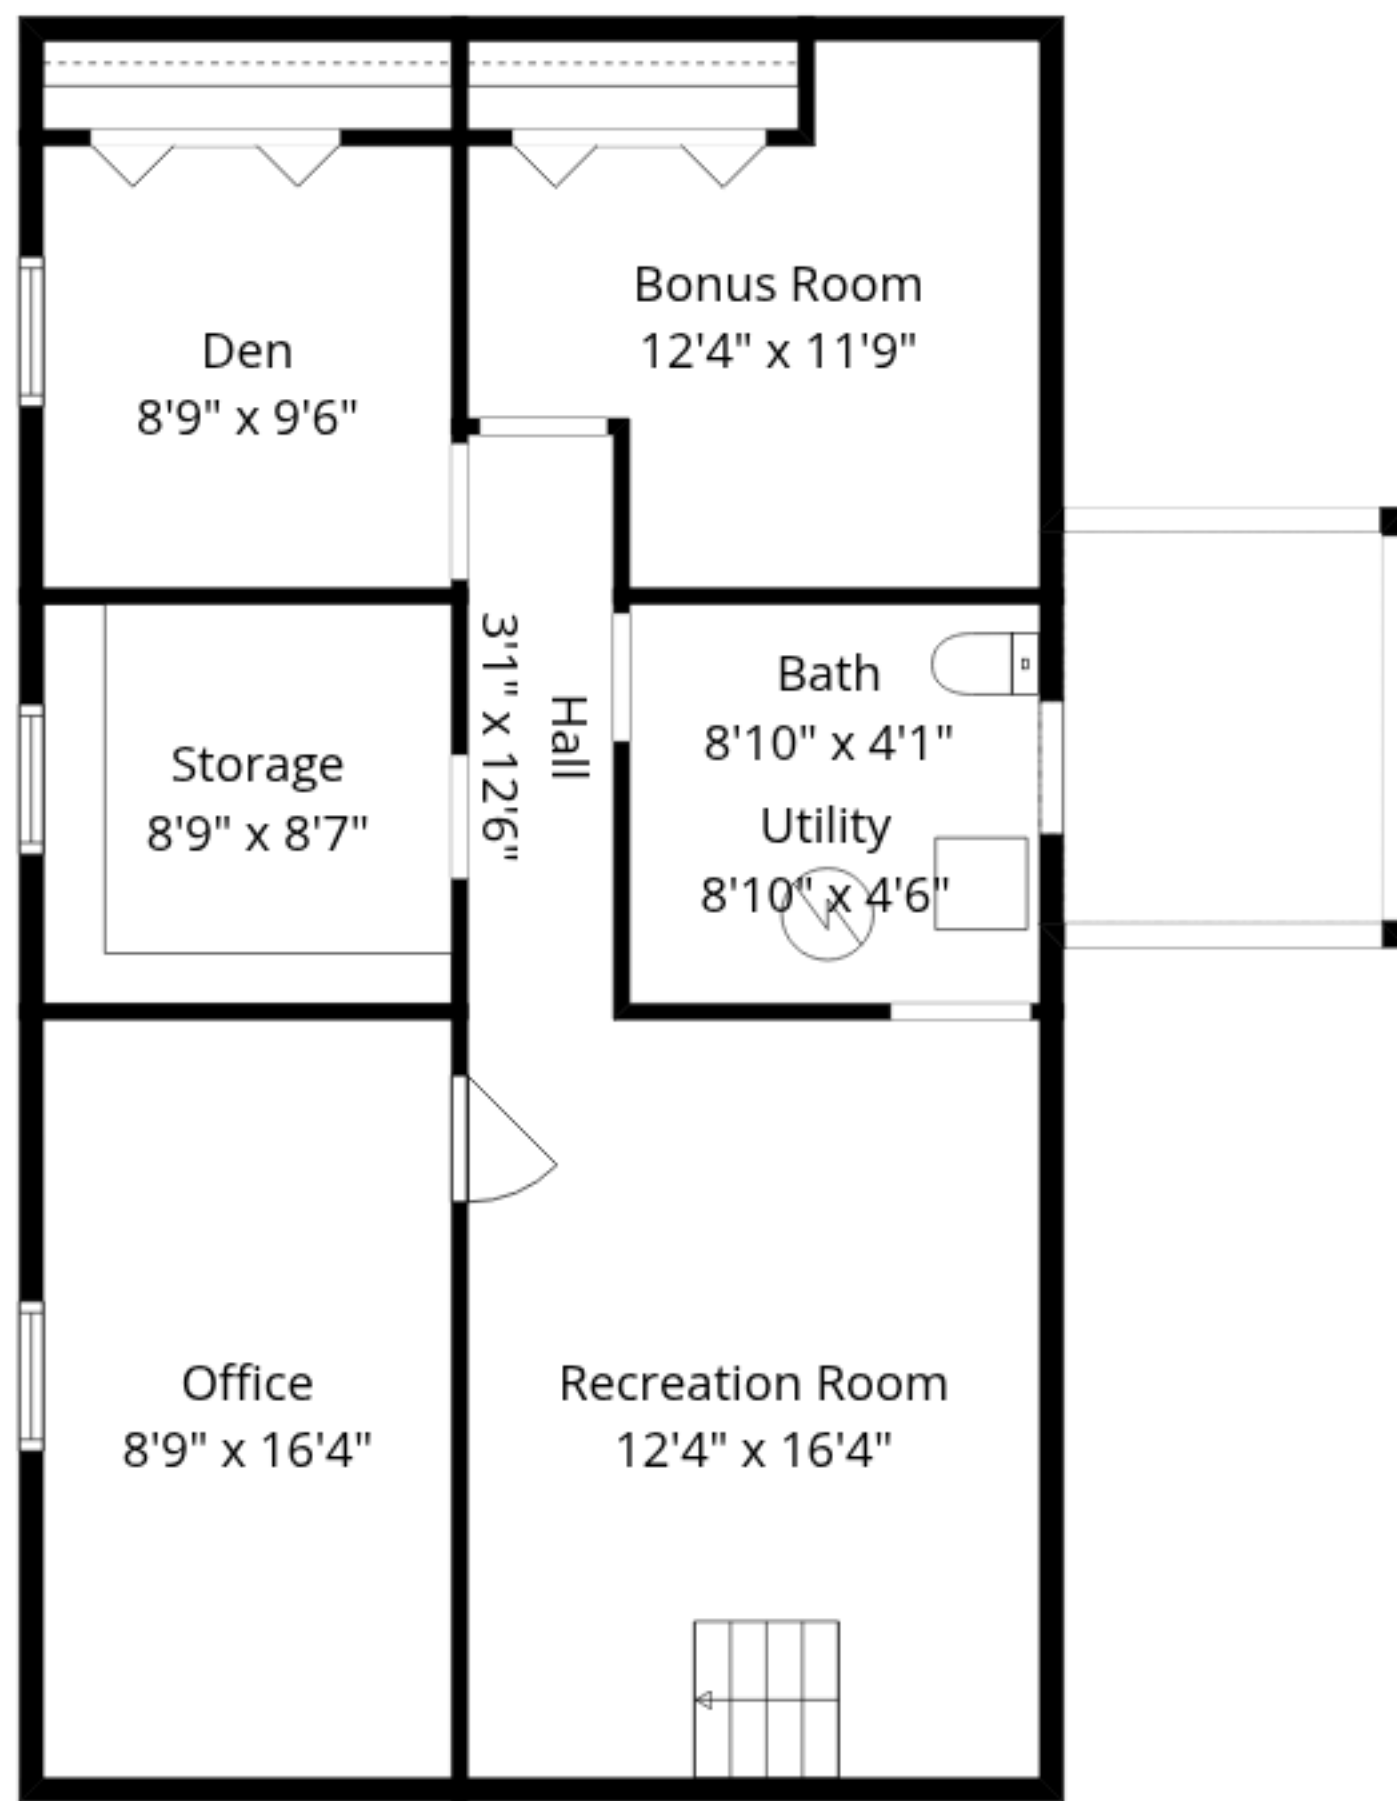 Bonus Room
12'4" x 11'9"
Den
8'9" x 9'6"
Hall
3'1" x 12'6"
Bath
8'10" x 4'1"
Storage
8'9" x 8'7"
Utility
8'10" x 4'6"
Office
8'9" x 16'4"
Recreation Room
12'4" x 16'4"